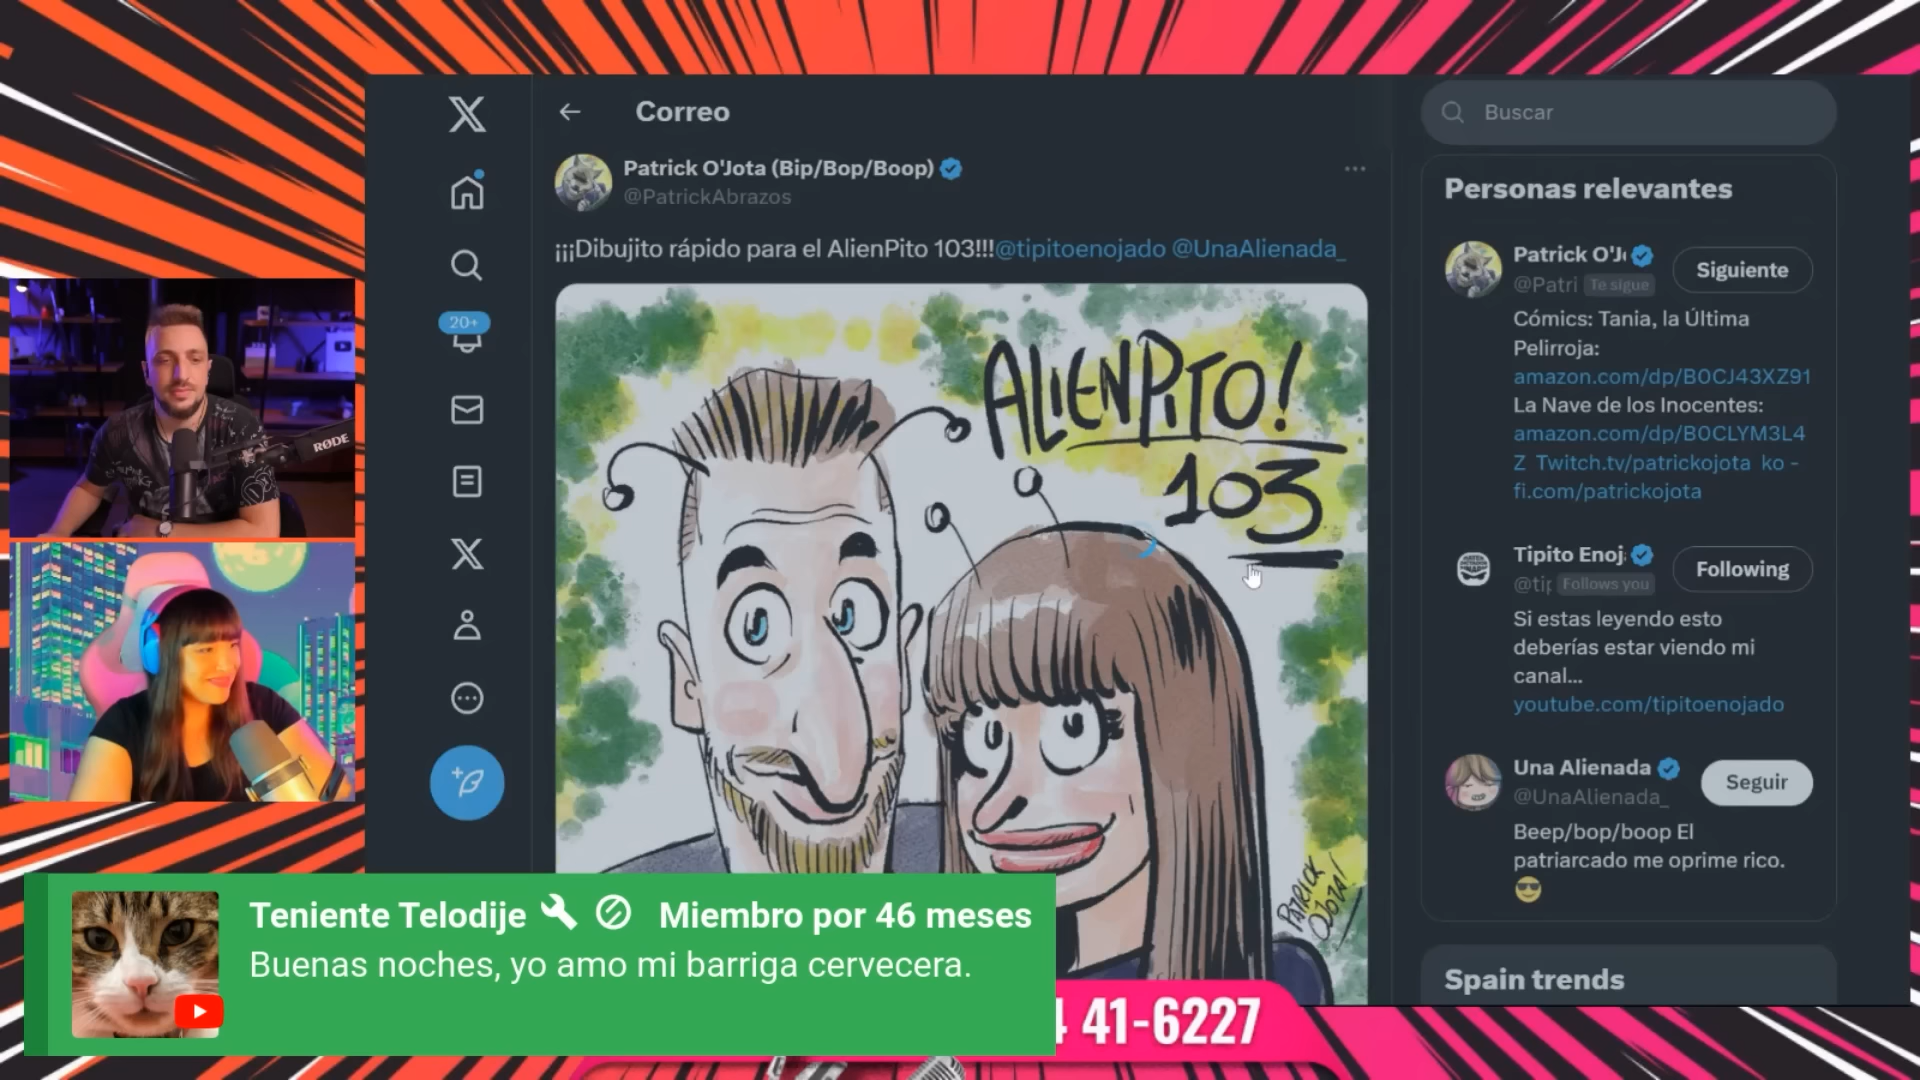 Correo
Patrick O'Jota (Bip/Bop/Boop)
@PatrickAbrazos
¡¡¡Dibujito rápido para el AlienPito 103!!!@tipitoenojado @UnaAlienada_
20+
ALIENPITO!
103
PATRICK
OJOTA!
RØDE
Buscar
Personas relevantes
Patrick O'J
@Patri Te sigue
Siguiente
Cómics: Tania, la Última
Pelirroja:
amazon.com/dp/B0CJ43XZ91
La Nave de los Inocentes:
amazon.com/dp/B0CLYM3L4
Z Twitch.tv/patrickojota ko-
fi.com/patrickojota
Tipito Enoj
@tip Follows you
Following
Si estas leyendo esto
deberías estar viendo mi
canal...
youtube.com/tipitoenojado
Una Alienada
@UnaAlienada_
Seguir
Beep/bop/boop El
patriarcado me oprime rico.
Spain trends
Teniente Telodije Miembro por 46 meses
Buenas noches, yo amo mi barriga cervecera.
41-6227